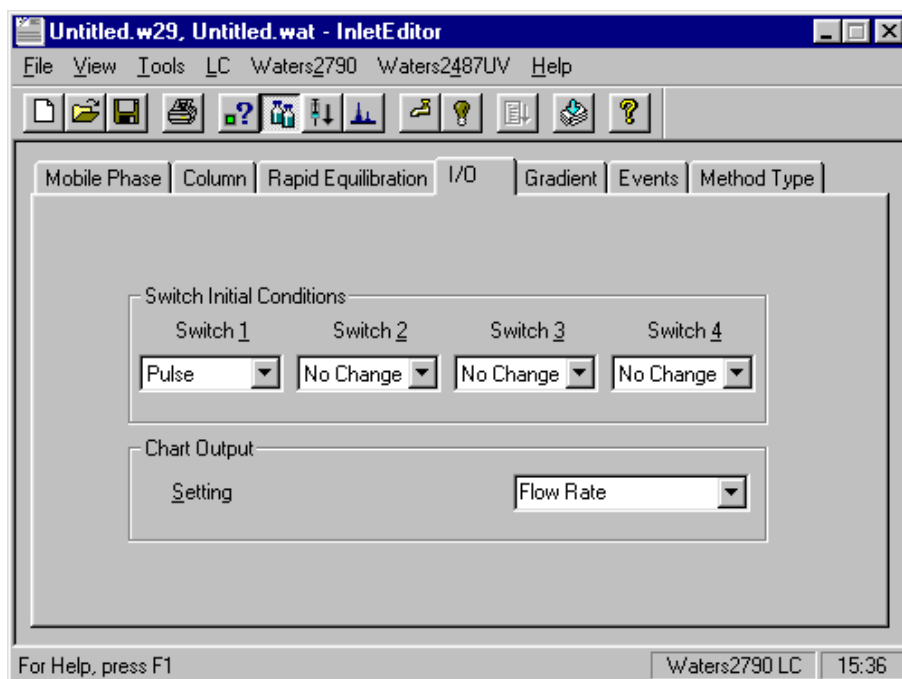 Untitled.w29, Untitled.wat - InletEditor
File View Tools LC Waters2790 Waters2487UV Help
Mobile Phase Column Rapid Equilibration I/O Gradient Events Method Type
Switch Initial Conditions
Switch 1 Switch 2 Switch 3 Switch 4
Pulse No Change No Change No Change
Chart Output
Setting Flow Rate
For Help, press F1 Waters2790 LC 15:36